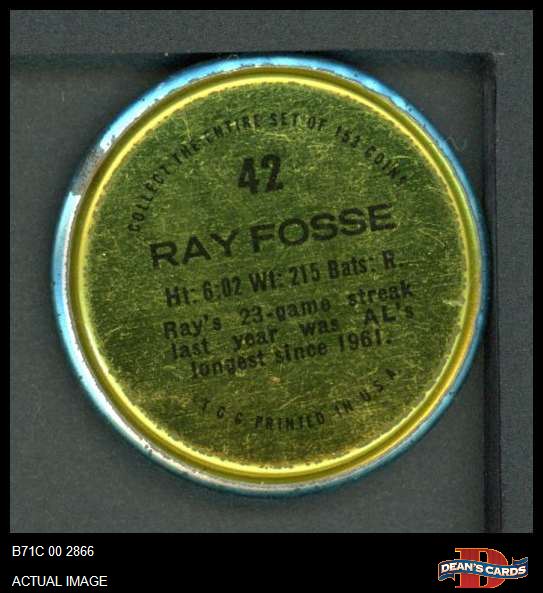 COLLECT THE ENTIRE SET OF 153 COINS
42
RAY FOSSE
Ht: 6:02 Wt: 215 Bats: R.
Ray's 23-game streak
last year was AL's
longest since 1961.
T.C.G. PRINTED IN U.S.A.
B71C 00 2866
ACTUAL IMAGE
D
DEAN'S CARDS